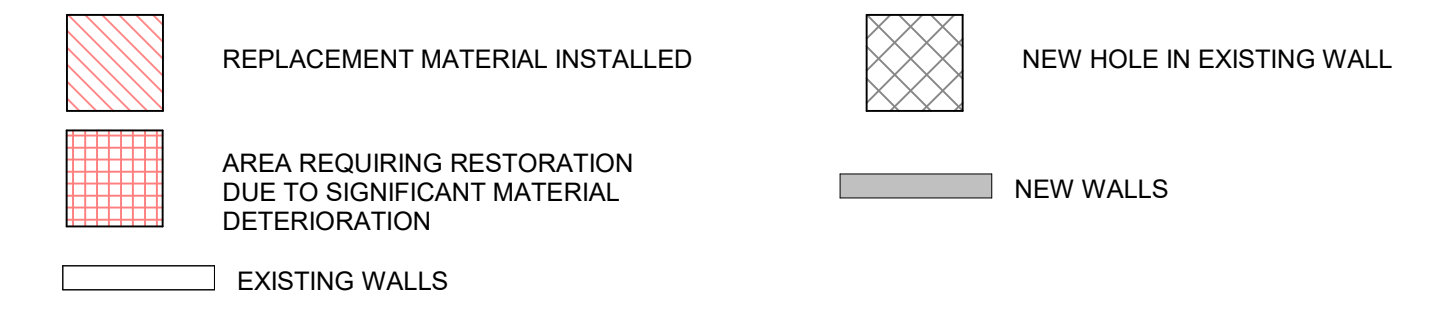 REPLACEMENT MATERIAL INSTALLED
AREA REQUIRING RESTORATION
DUE TO SIGNIFICANT MATERIAL
DETERIORATION
EXISTING WALLS
NEW HOLE IN EXISTING WALL
NEW WALLS